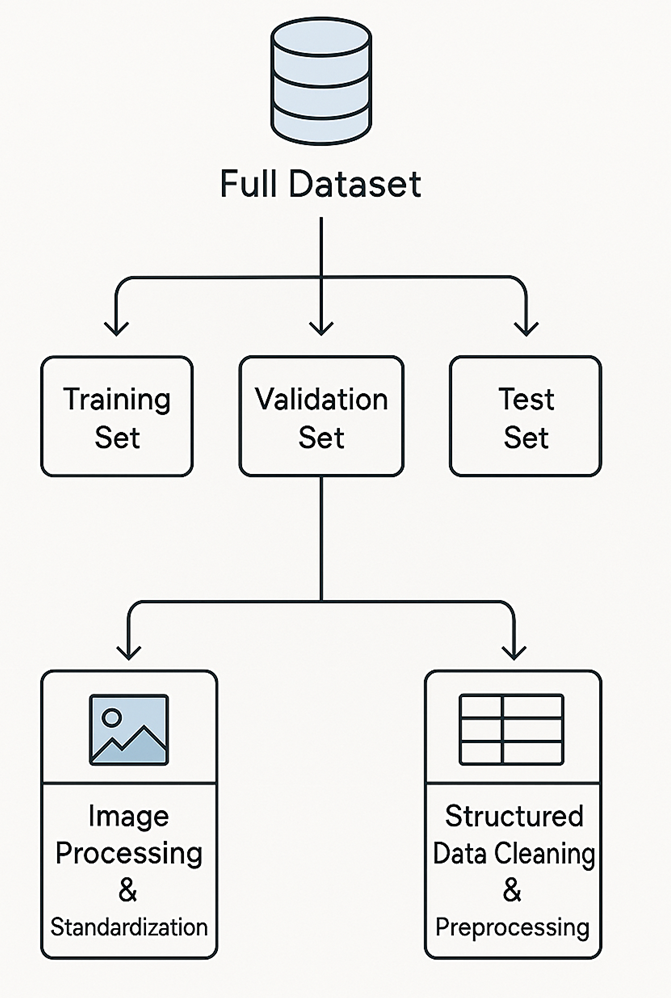 Full Dataset
Training
Set
Validation
Set
Test
Set
Image
Processing
&
Standardization
Structured
Data Cleaning
&
Preprocessing